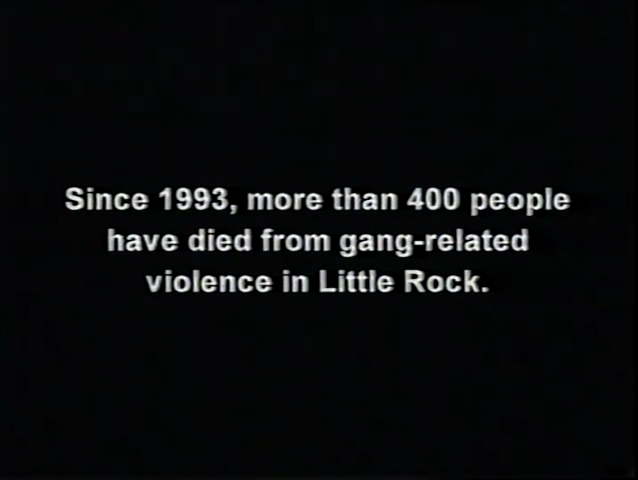 Since 1993, more than 400 people
have died from gang-related
violence in Little Rock.